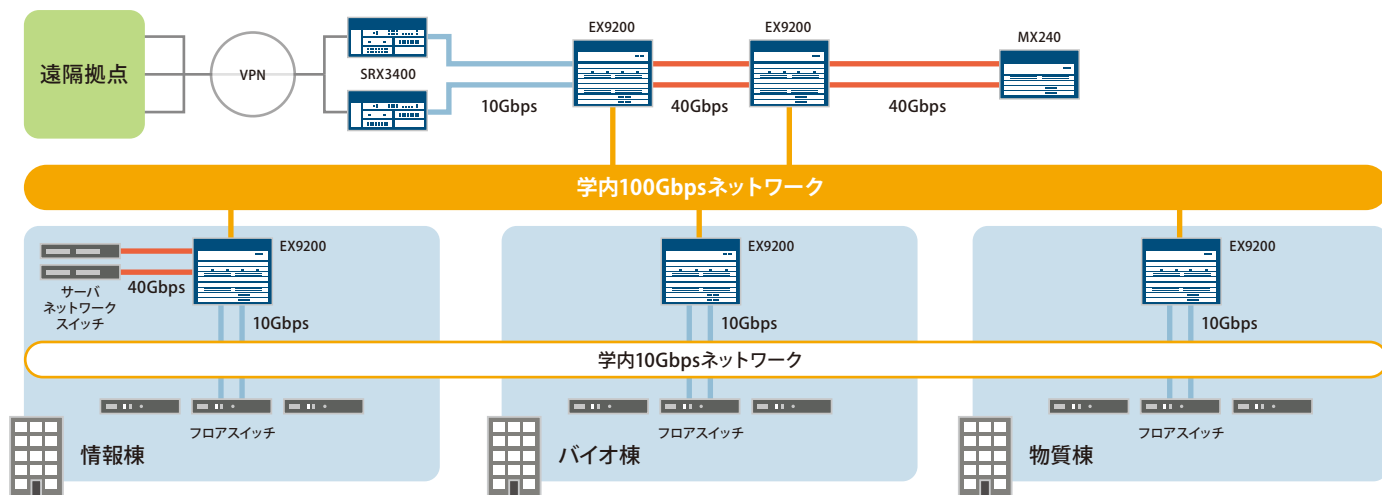 EX9200
EX9200
MX240
遠隔拠点
VPN
SRX3400
10Gbps
40Gbps
40Gbps
学内100Gbpsネットワーク
EX9200
EX9200
EX9200
サーバ
ネットワーク
スイッチ
40Gbps
10Gbps
10Gbps
10Gbps
学内10Gbpsネットワーク
フロアスイッチ
フロアスイッチ
フロアスイッチ
情報棟
バイオ棟
物質棟